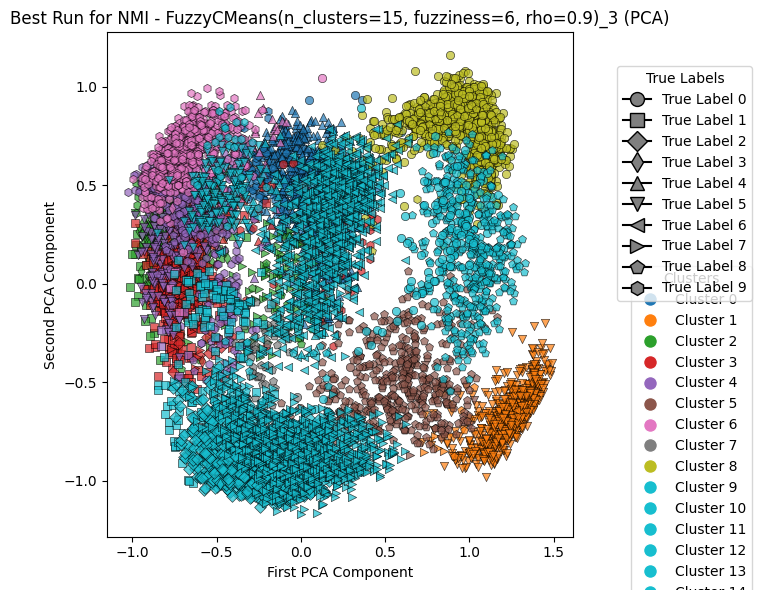 Best Run for NMI - FuzzyCMeans(n_clusters=15, fuzziness=6, rho=0.9)_3 (PCA)
Second PCA Component
1.0
0.5
0.0
−0.5
−1.0
−1.0
−0.5
0.0
0.5
1.0
1.5
First PCA Component
True Labels
True Label 0
True Label 1
True Label 2
True Label 3
True Label 4
True Label 5
True Label 6
True Label 7
True Label 8
True Label 9
Clusters
Cluster 0
Cluster 1
Cluster 2
Cluster 3
Cluster 4
Cluster 5
Cluster 6
Cluster 7
Cluster 8
Cluster 9
Cluster 10
Cluster 11
Cluster 12
Cluster 13
Cluster 14